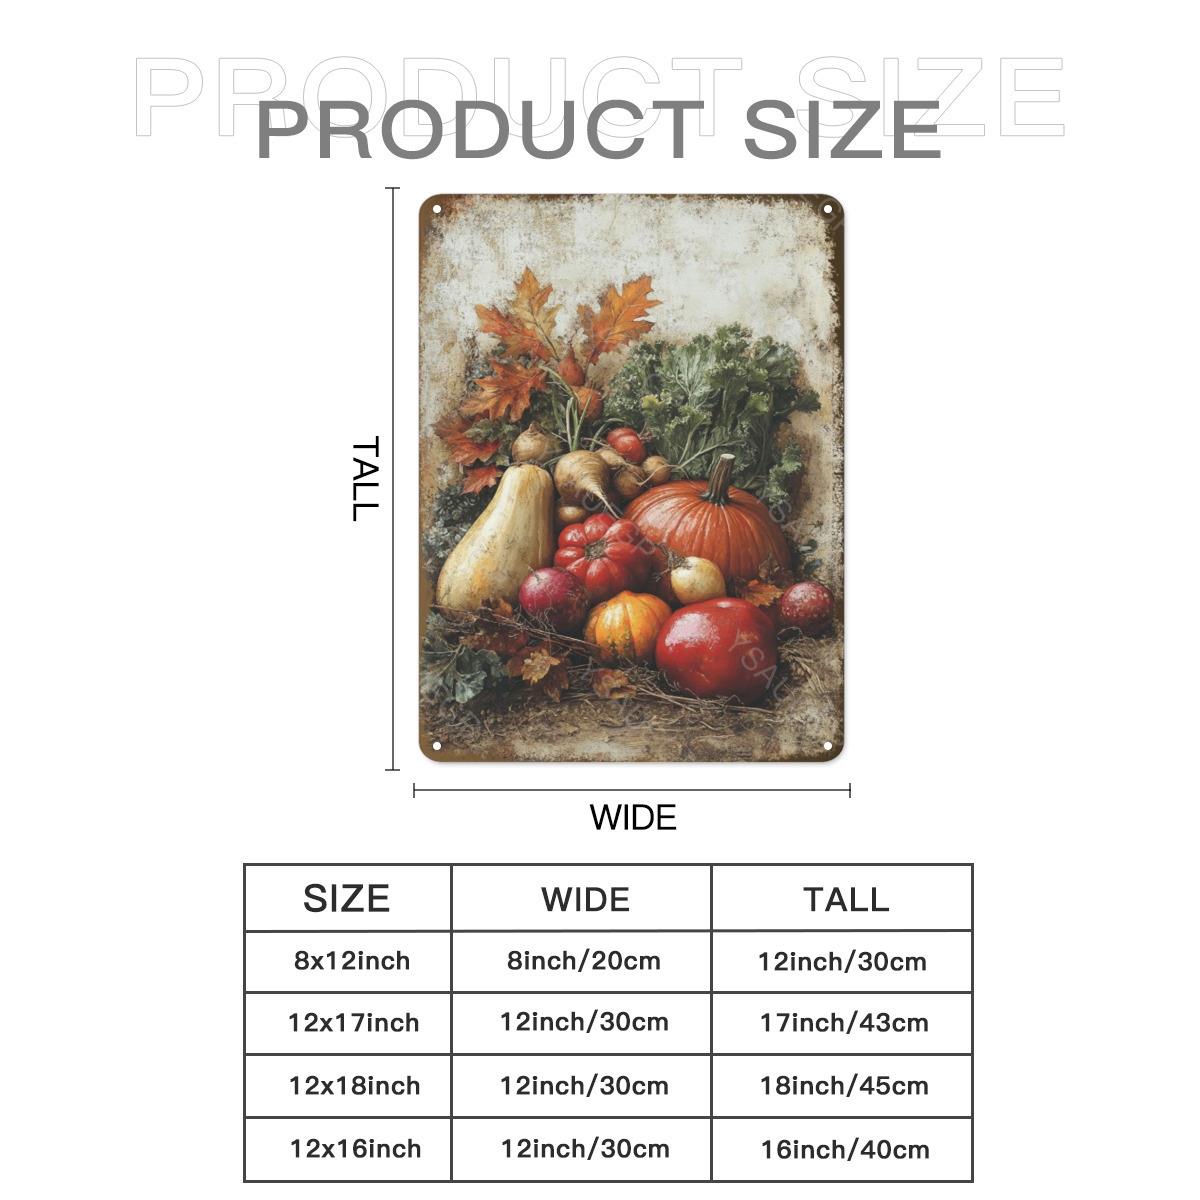 PRODUCT SIZE
PRODUCT SIZE
TALL
WIDE
SIZE WIDE TALL
8x12inch 8inch/20cm 12inch/30cm
12x17inch 12inch/30cm 17inch/43cm
12x18inch 12inch/30cm 18inch/45cm
12x16inch 12inch/30cm 16inch/40cm